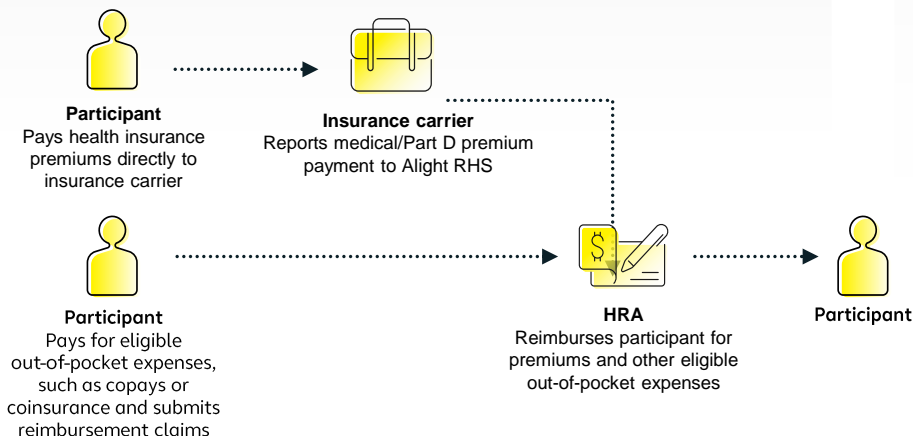 Participant
Pays health insurance
premiums directly to
insurance carrier
Insurance carrier
Reports medical/Part D premium
payment to Alight RHS
Participant
Pays for eligible
out-of-pocket expenses,
such as copays or
coinsurance and submits
reimbursement claims
$
HRA
Reimburses participant for
premiums and other eligible
out-of-pocket expenses
Participant